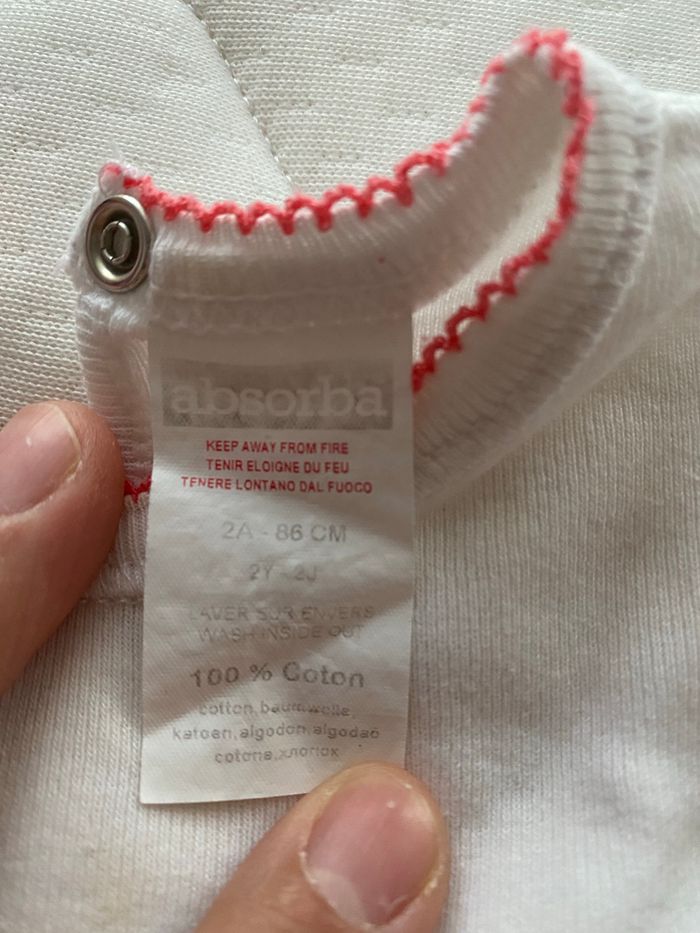 absorba
KEEP AWAY FROM FIRE
TENIR ELOIGNE DU FEU
TENERE LONTANO DAL FUOCO
2A - 86 CM
2Y - 2J
LAVER SUR ENVERS
WASH INSIDE OUT
100 % Coton
cotton, baumwolle,
katoen, algodon, algodao
cotone, хлопок